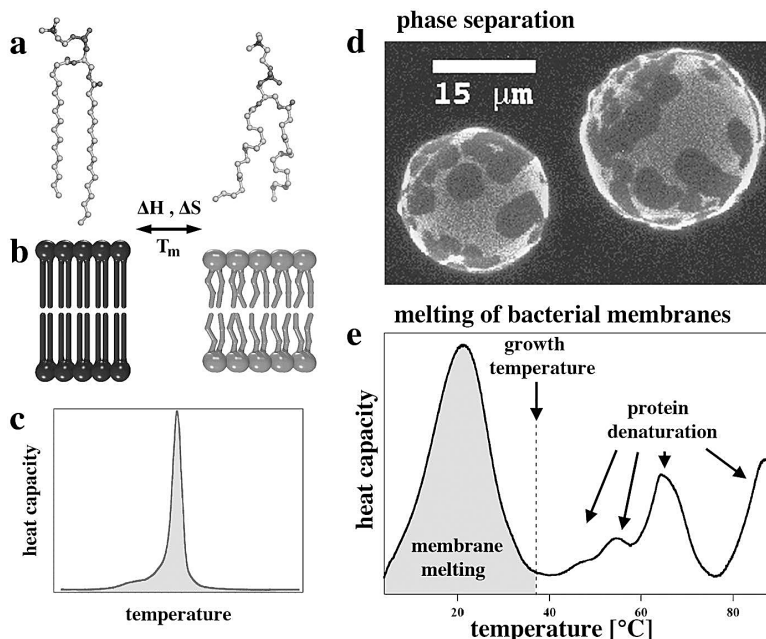 a
ΔH , ΔS
Tm
b
c
heat capacity
temperature
phase separation
d
15 μm
melting of bacterial membranes
e
growth
temperature
protein
denaturation
heat capacity
membrane
melting
20
40
60
80
temperature [°C]